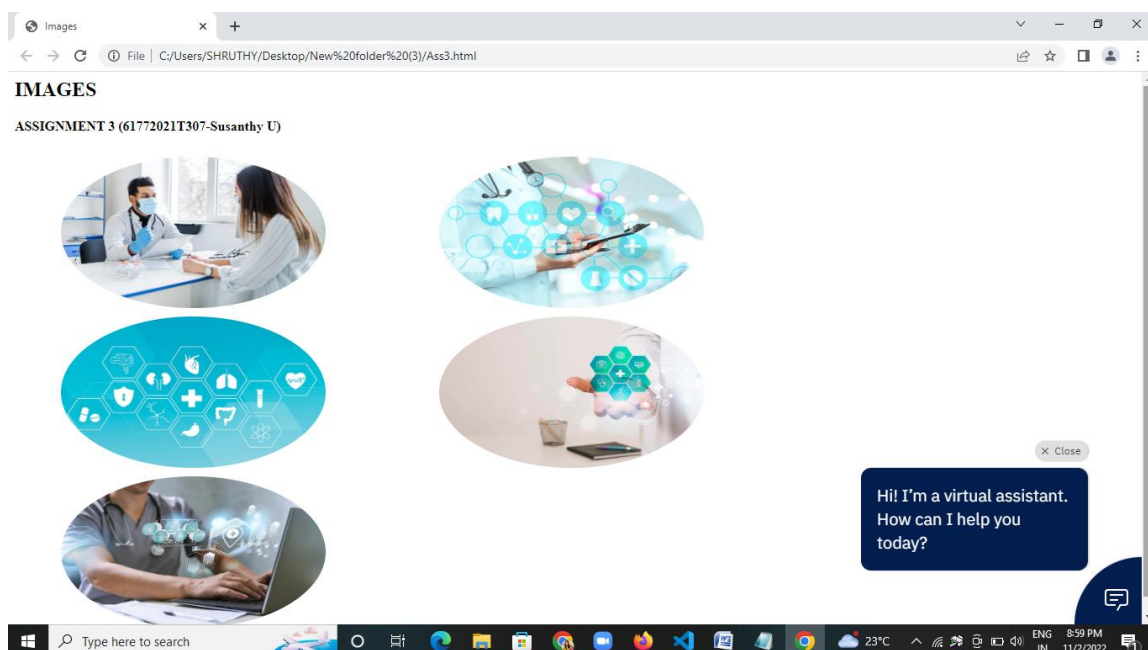 Images
File
C:/Users/SHRUTHY/Desktop/New%20folder%20(3)/Ass3.html
IMAGES
ASSIGNMENT 3 (61772021T307-Susanthy U)
Close
Hi! I'm a virtual assistant.
How can I help you
today?
Type here to search
23°C
ENG
IN
8:59 PM
11/2/2022